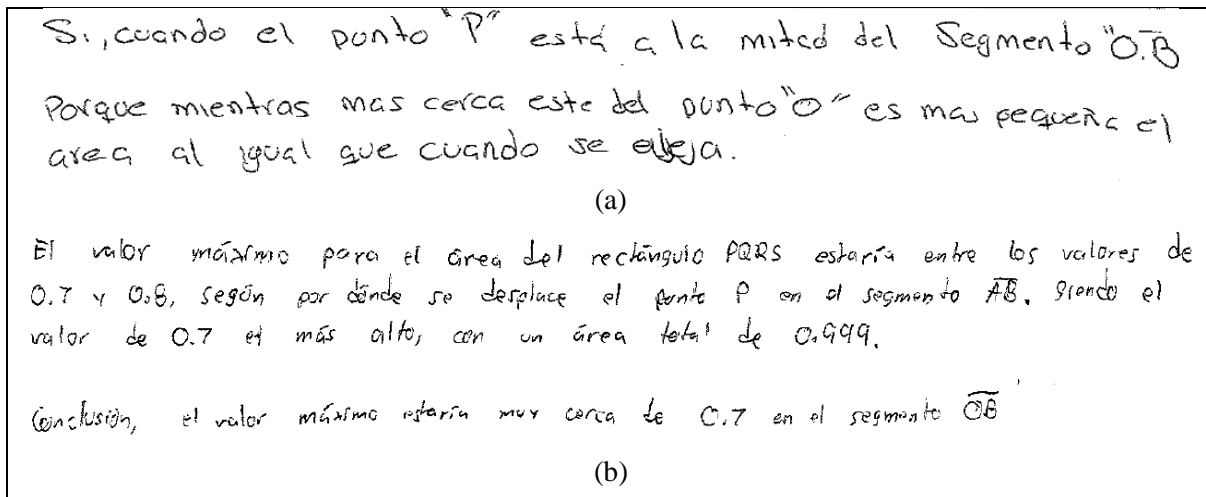 Si, cuando el punto "P" está a la mitad del Segmento "O.B
Porque mientras mas cerca este del punto "O" es mas pequeña el
area al igual que cuando se aleja.
(a)
El valor máximo para el área del rectángulo PQRS estaría entre los valores de
0.7 y 0.8, según por dónde se desplace el punto P en el segmento AB. Siendo el
valor de 0.7 el más alto, con un área total de 0.999.
Conclusión, el valor máximo estaría muy cerca de 0.7 en el segmento OB
(b)